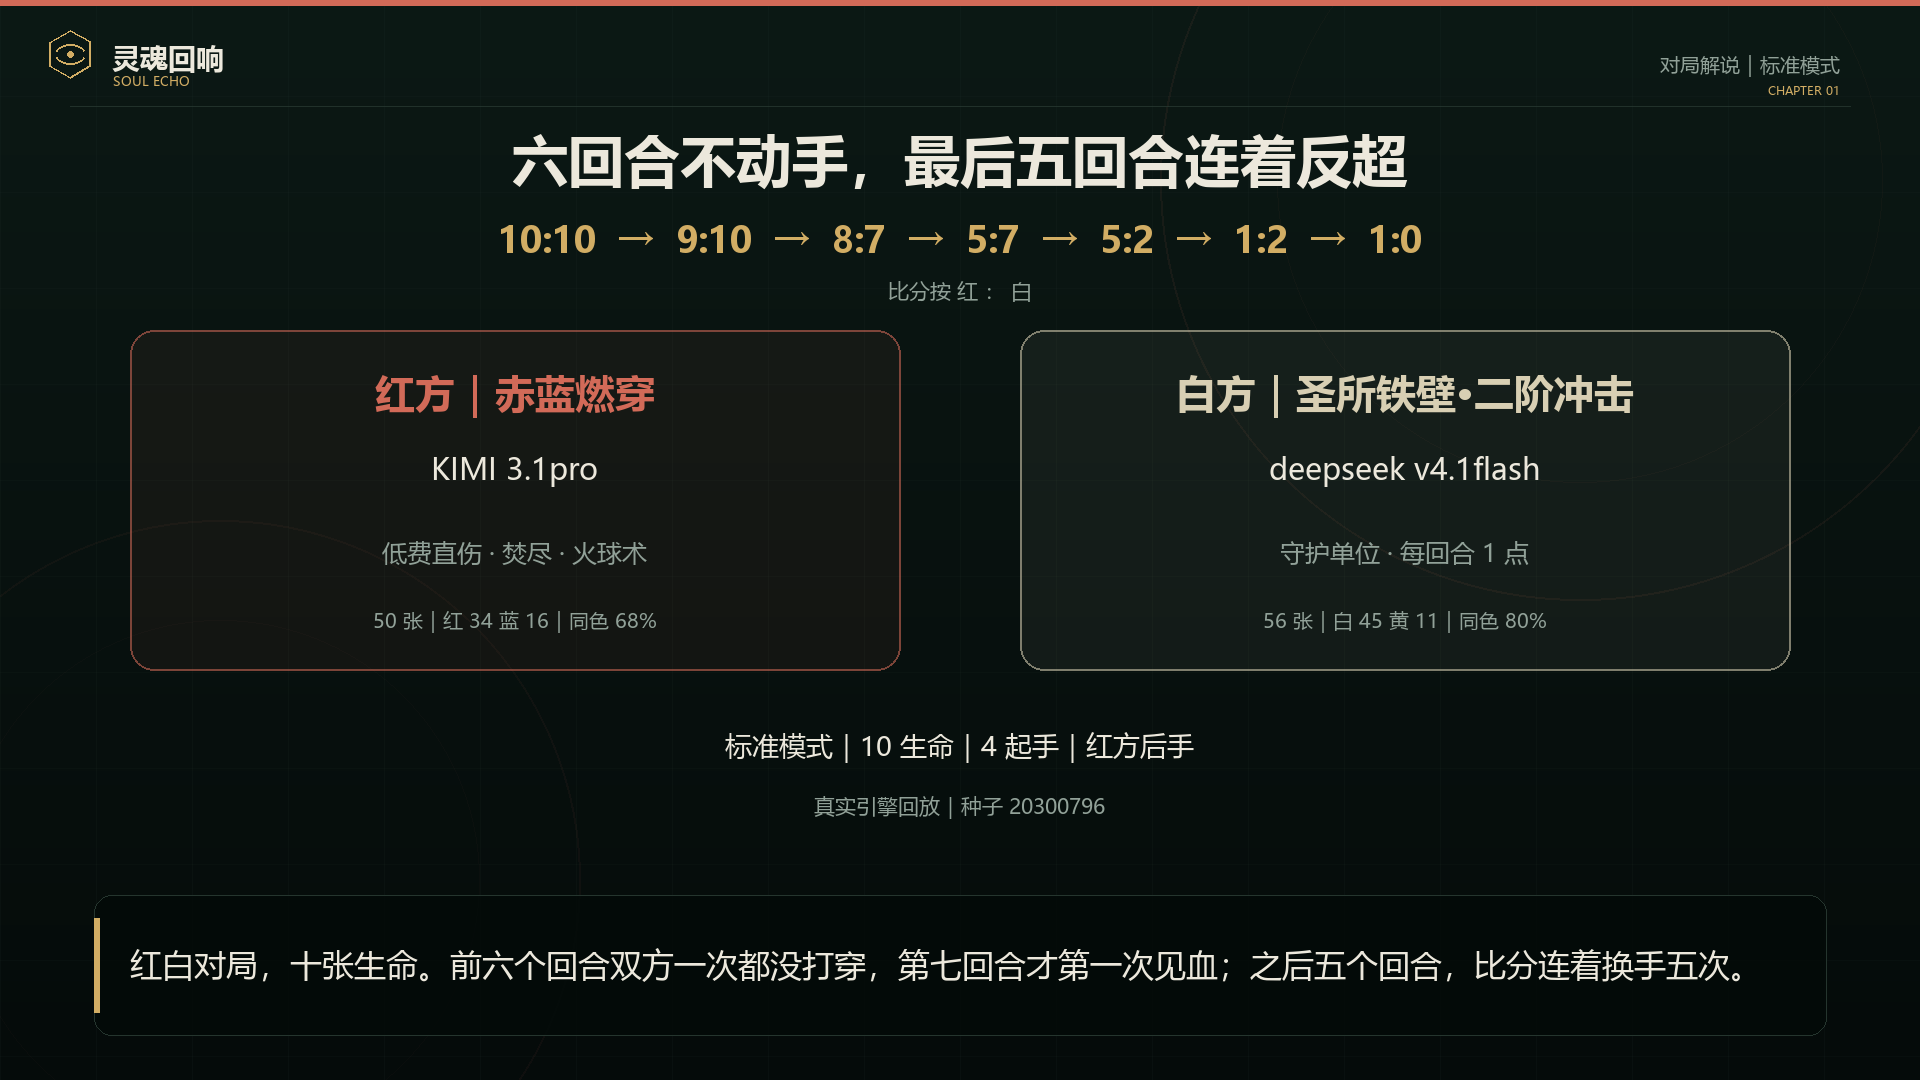 灵魂回响
SOUL ECHO
对局解说｜标准模式
CHAPTER 01
六回合不动手，最后五回合连着反超
10:10 → 9:10 → 8:7 → 5:7 → 5:2 → 1:2 → 1:0
比分按 红： 白
红方｜赤蓝燃穿
KIMI 3.1pro
低费直伤 · 焚尽 · 火球术
50 张｜红 34 蓝 16｜同色 68%
白方｜圣所铁壁•二阶冲击
deepseek v4.1flash
守护单位 · 每回合 1 点
56 张｜白 45 黄 11｜同色 80%
标准模式｜10 生命｜4 起手｜红方后手
真实引擎回放｜种子 20300796
红白对局，十张生命。前六个回合双方一次都没打穿，第七回合才第一次见血；之后五个回合，比分连着换手五次。